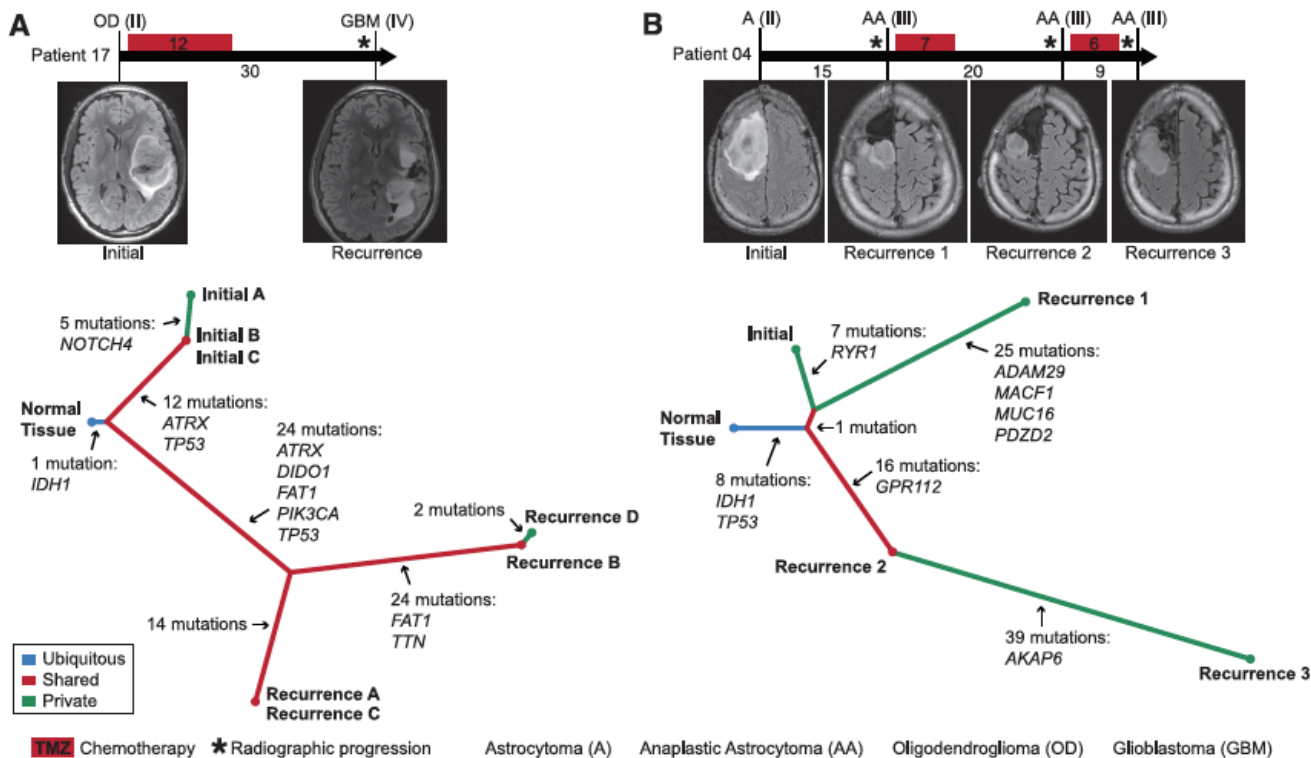 A
OD (II)
GBM (IV)
12
*
Patient 17
30
Initial
Recurrence
Initial A
5 mutations:
NOTCH4
Initial B
Initial C
Normal
Tissue
12 mutations:
ATRX
TP53
1 mutation:
IDH1
24 mutations:
ATRX
DIDO1
FAT1
PIK3CA
TP53
2 mutations
Recurrence D
Recurrence B
24 mutations:
FAT1
TTN
14 mutations
Recurrence A
Recurrence C
Ubiquitous
Shared
Private
B
A (II)
AA (III)
AA (III)
AA (III)
* 7 * 6 *
Patient 04
15
20
9
Initial
Recurrence 1
Recurrence 2
Recurrence 3
Recurrence 1
Initial
7 mutations:
RYR1
25 mutations:
ADAM29
MACF1
MUC16
PDZD2
Normal
Tissue
1 mutation
8 mutations:
IDH1
TP53
16 mutations:
GPR112
Recurrence 2
39 mutations:
AKAP6
Recurrence 3
TMZ Chemotherapy * Radiographic progression Astrocytoma (A) Anaplastic Astrocytoma (AA) Oligodendroglioma (OD) Glioblastoma (GBM)